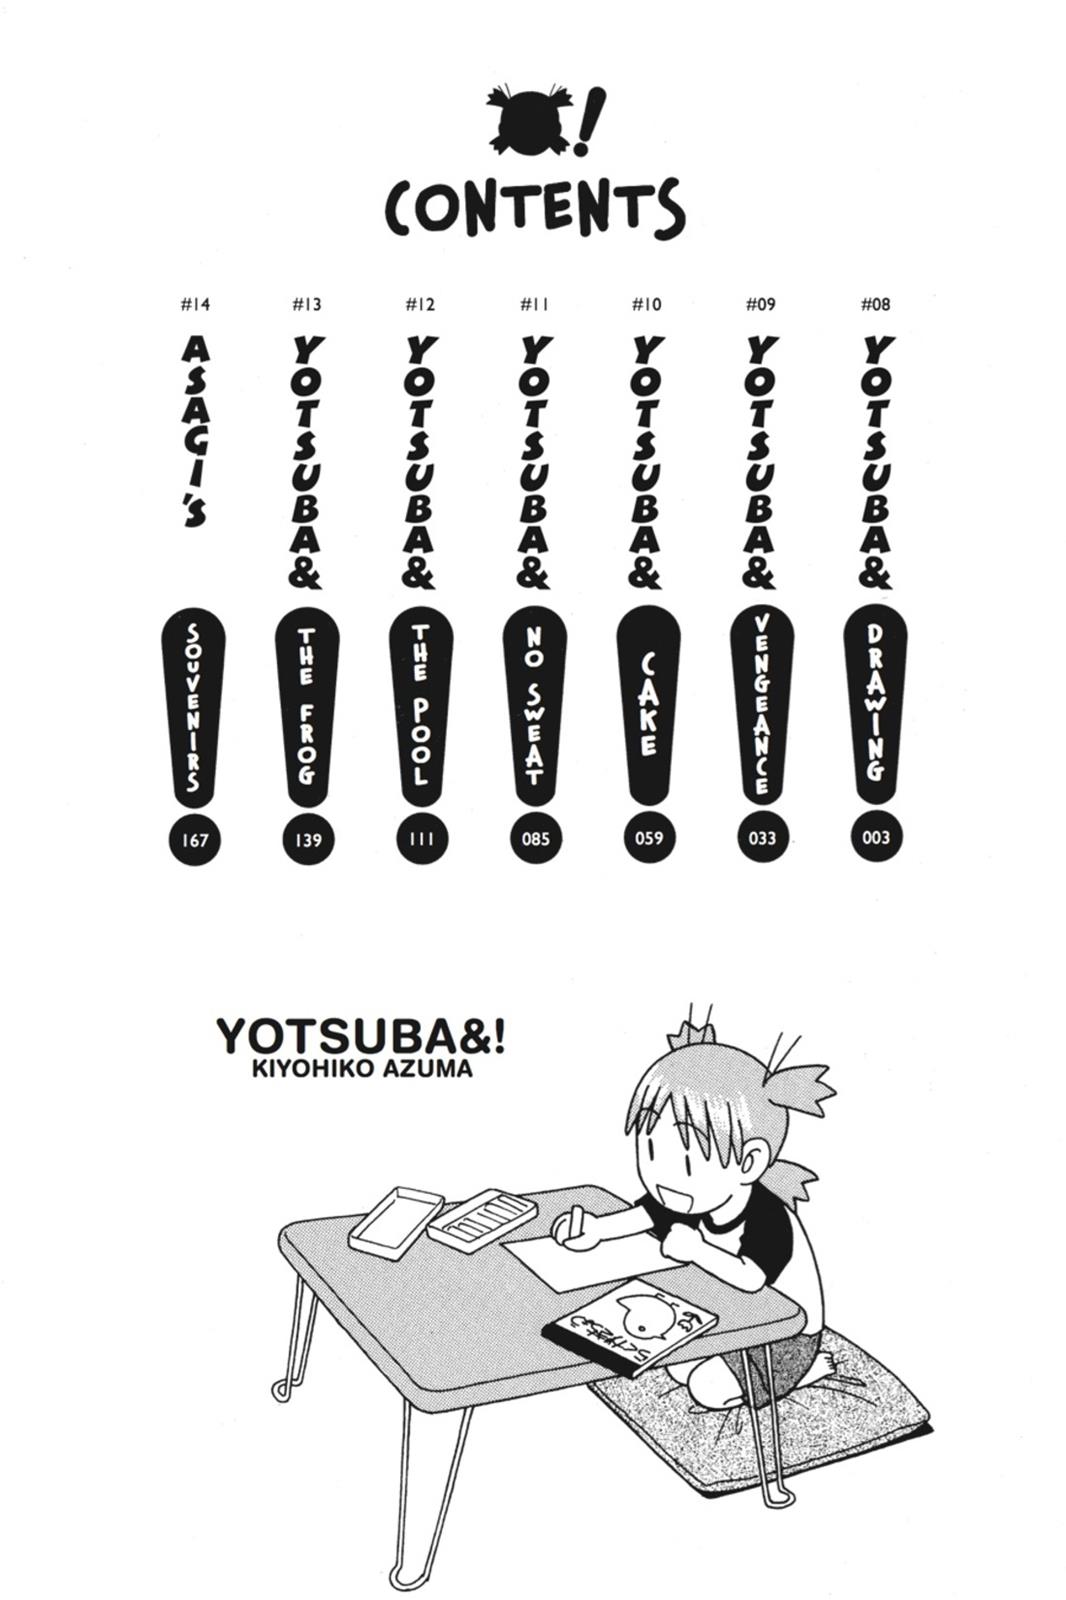 CONTENTS
#08
YOTSUBA&
DRAWING
003
#09
YOTSUBA&
VENGEANCE
033
#10
YOTSUBA&
CAKE
059
#11
YOTSUBA&
NO SWEAT
085
#12
YOTSUBA&
THE POOL
111
#13
YOTSUBA&
THE FROG
139
#14
ASAGI'S
SOUVENIRS
167
YOTSUBA&!
KIYOHIKO AZUMA